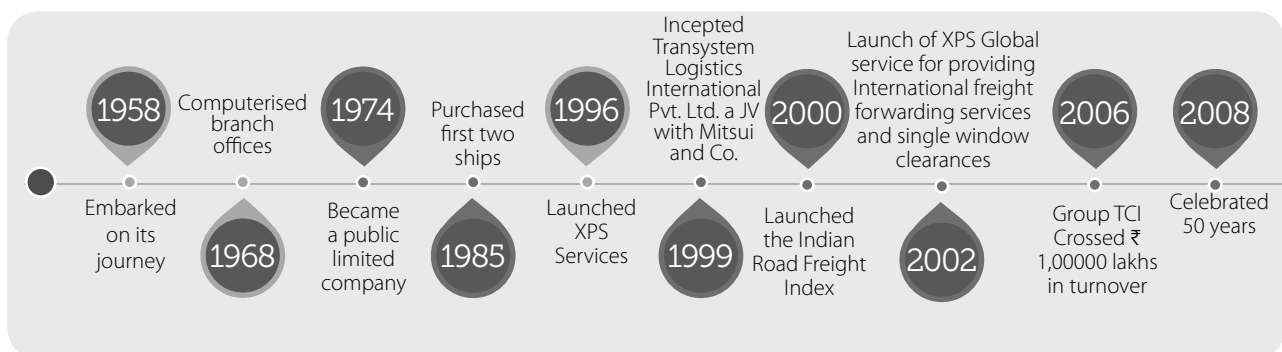 1958
Embarked
on its
journey
Computerised
branch
offices
1968
1974
Became
a public
limited
company
Purchased
first two
ships
1985
1996
Launched
XPS
Services
Incepted
Transystem
Logistics
International
Pvt. Ltd. a JV
with Mitsui
and Co.
1999
2000
Launched
the Indian
Road Freight
Index
Launch of XPS Global
service for providing
International freight
forwarding services
and single window
clearances
2002
2006
Group TCI
Crossed ₹
1,00000 lakhs
in turnover
2008
Celebrated
50 years